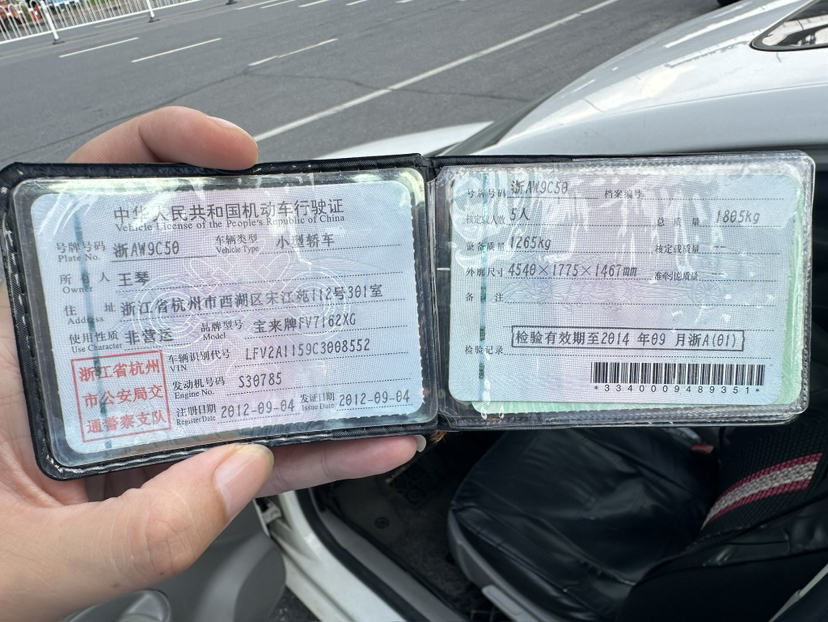 中华人民共和国机动车行驶证
Vehicle License of the People's Republic of China
号牌号码 浙AW9C50 车辆类型 小型轿车
Plate No. Vehicle Type
所有人 王琴
Owner
住址 浙江省杭州市西湖区宋江苑112号301室
Address
使用性质 非营运 品牌型号 宝来牌FV7162XG
Use Character Model
浙江省杭州
市公安局交
通警察支队
车辆识别代号 LFV2A1159C3008552
VIN
发动机号码 S30785
Engine No.
注册日期 2012-09-04 发证日期 2012-09-04
Register Date Issue Date
号牌号码 浙AW9C50 档案编号
核定载人数 5人 总质量 1805kg
整备质量 1265kg 核定载质量 --
外廓尺寸 4540×1775×1467mm 准牵引总质量 --
备注
检验有效期至2014 年09 月浙A(01)
检验记录
*3340009489351*